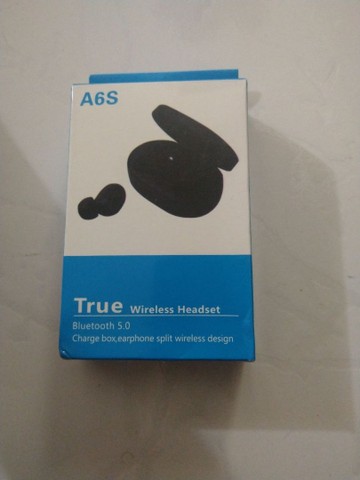 A6S
True Wireless Headset
Bluetooth 5.0
Charge box,earphone split wireless design